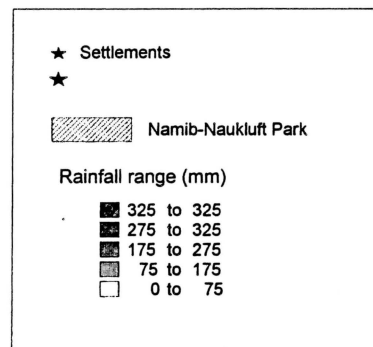 Settlements
Namib-Naukluft Park
Rainfall range (mm)
325 to 325
275 to 325
175 to 275
75 to 175
0 to 75